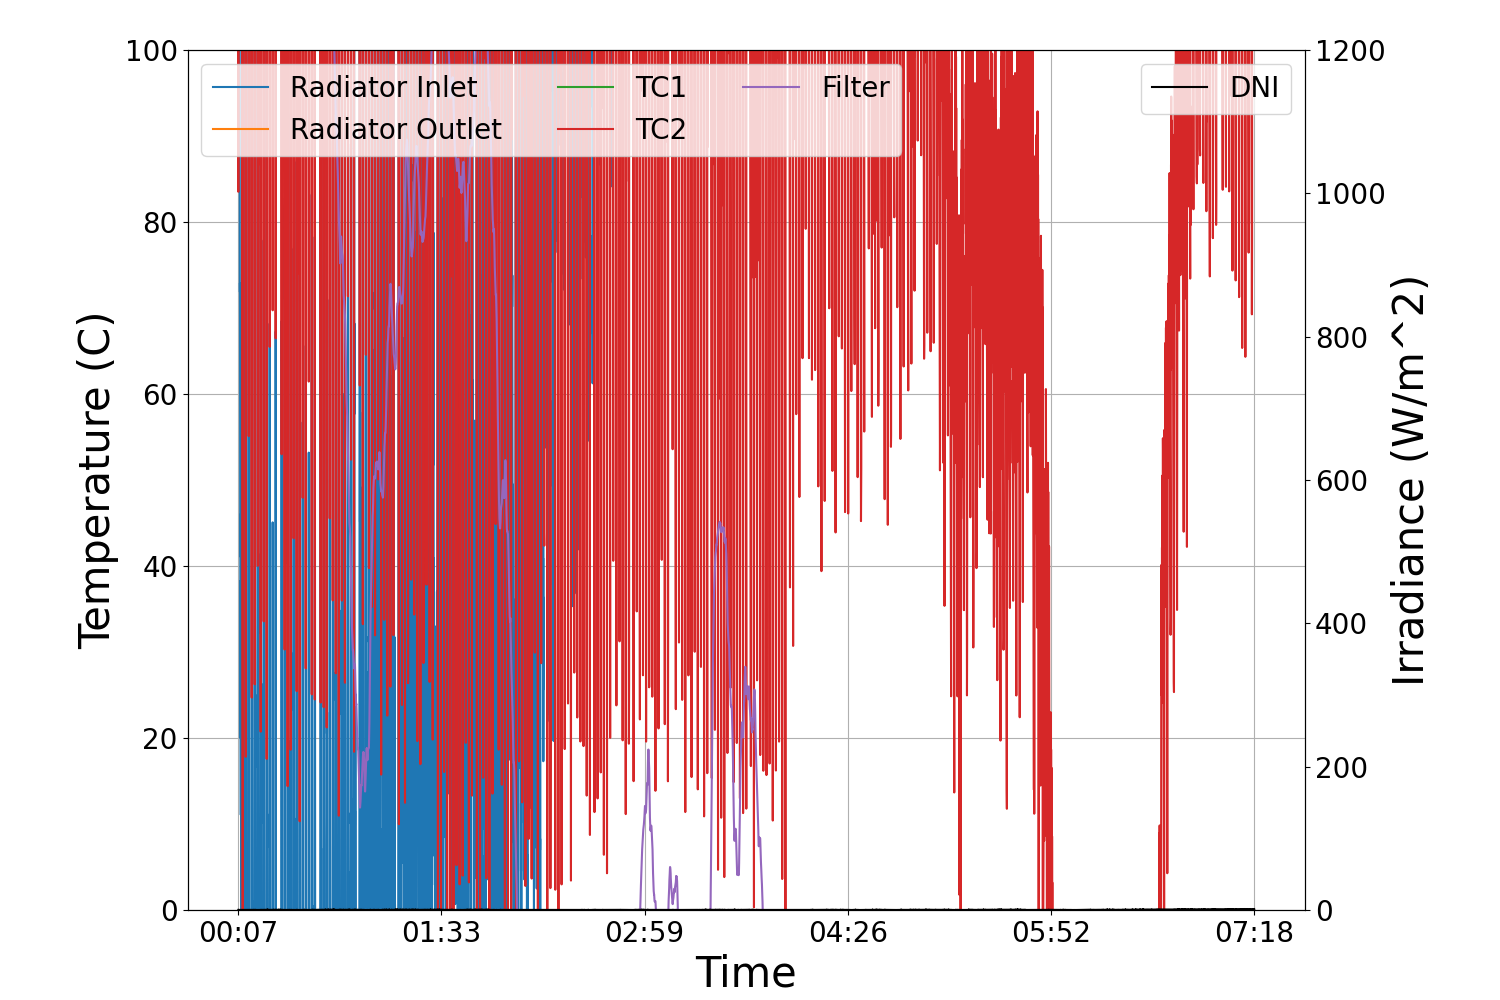 100
80
60
40
20
0
Temperature (C)
Radiator Inlet
Radiator Outlet
TC1
TC2
Filter
DNI
1200
1000
800
600
400
200
0
Irradiance (W/m^2)
00:07 01:33 02:59 04:26 05:52 07:18
Time